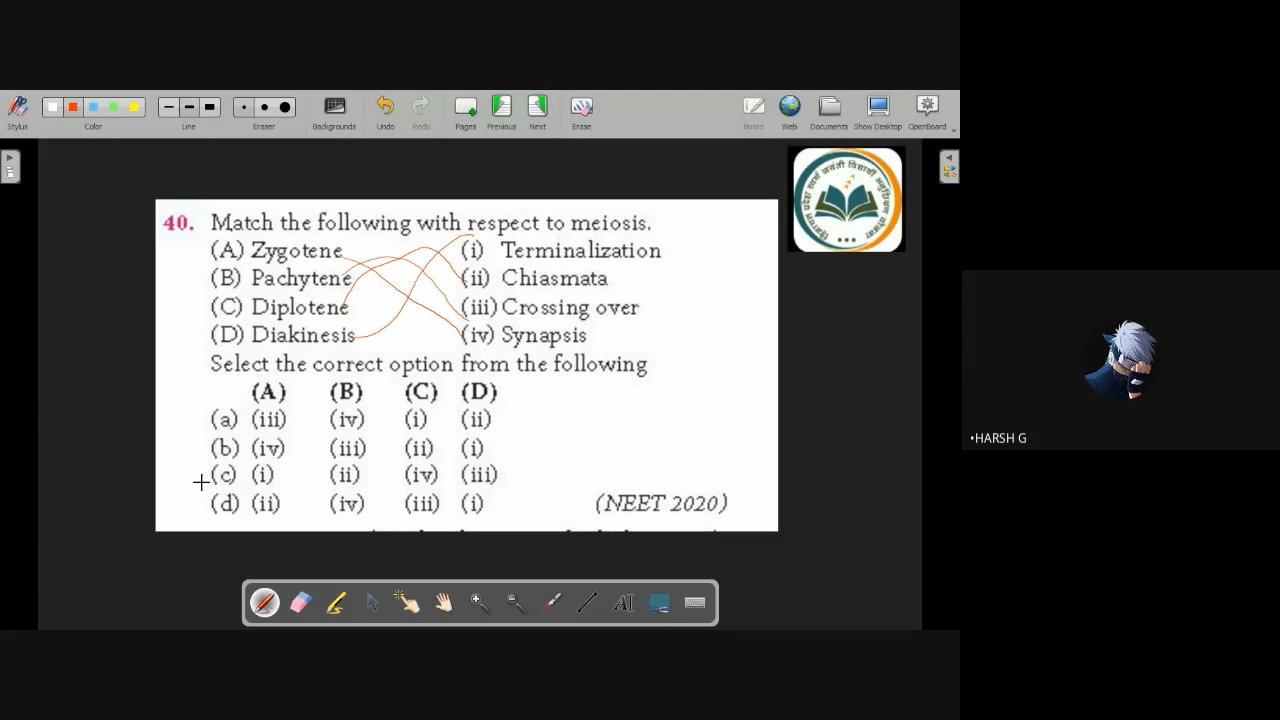 Stylus
Color
Line
Eraser
Backgrounds
Undo
Redo
Pages
Previous
Next
Erase
Board
Web
Documents
Show Desktop
OpenBoard
40. Match the following with respect to meiosis.
(A) Zygotene (i) Terminalization
(B) Pachytene (ii) Chiasmata
(C) Diplotene (iii) Crossing over
(D) Diakinesis (iv) Synapsis
Select the correct option from the following
(A) (B) (C) (D)
(a) (iii) (iv) (i) (ii)
(b) (iv) (iii) (ii) (i)
(c) (i) (ii) (iv) (iii)
(d) (ii) (iv) (iii) (i) (NEET 2020)
•HARSH G